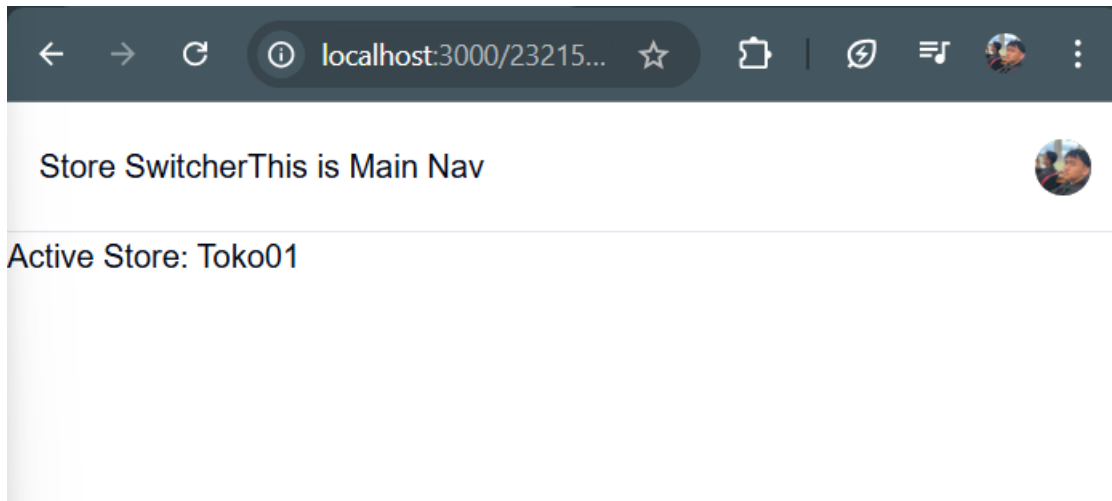 localhost:3000/23215...
Store SwitcherThis is Main Nav
Active Store: Toko01